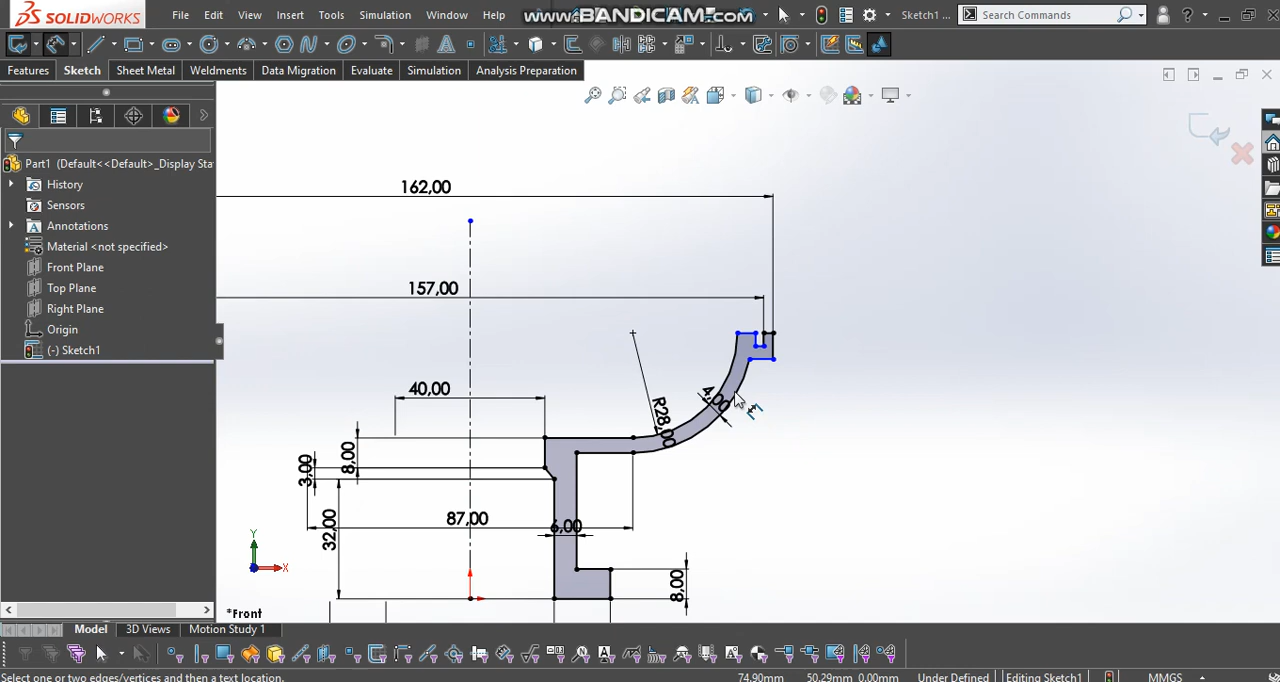 SOLIDWORKS
File Edit View Insert Tools Simulation Window Help
www.BANDICAM.com
Sketch1 ...
Search Commands
Features Sketch Sheet Metal Weldments Data Migration Evaluate Simulation Analysis Preparation
Part1 (Default<<Default>_Display Sta
History
Sensors
Annotations
Material <not specified>
Front Plane
Top Plane
Right Plane
Origin
(-) Sketch1
162,00
157,00
40,00
4,00
R28,00
8,00
3,00
87,00
32,00
6,00
8,00
Y
X
*Front
Model 3D Views Motion Study 1
Select one or two edges/vertices and then a text location.
74.90mm 50.29mm 0.00mm Under Defined Editing Sketch1 MMGS